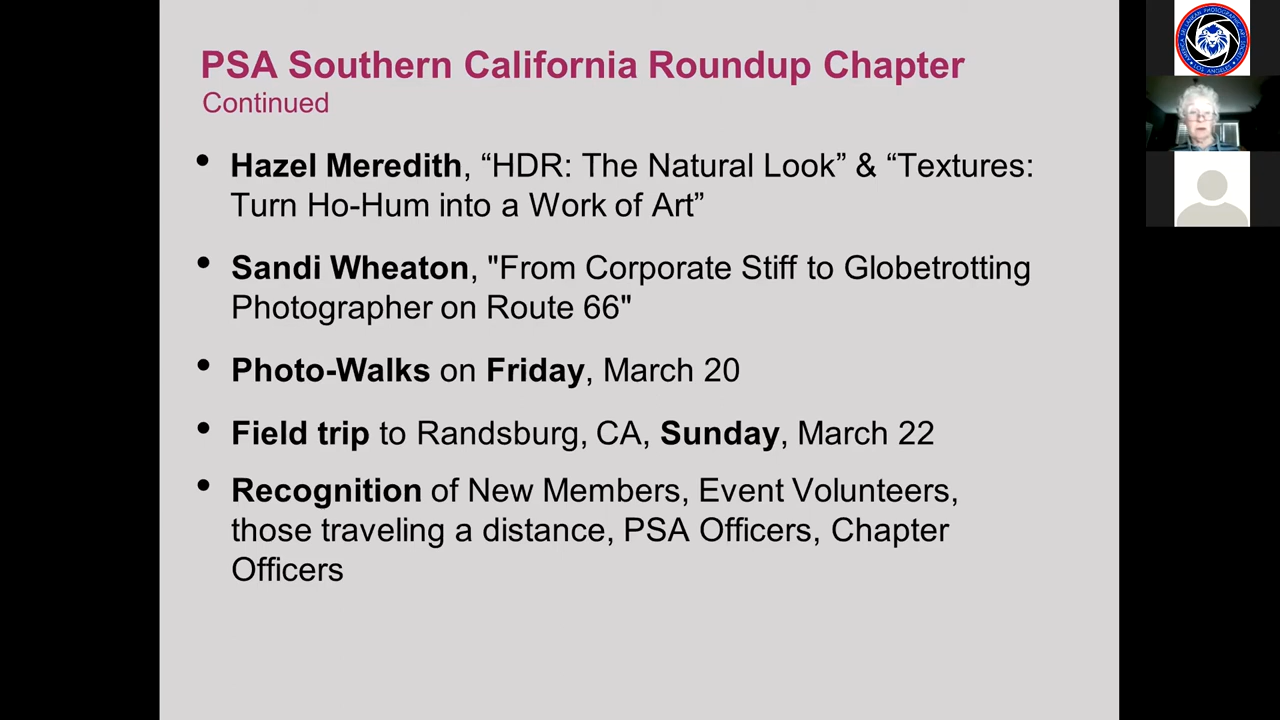 PSA Southern California Roundup Chapter
Continued
• Hazel Meredith, “HDR: The Natural Look” & “Textures:
Turn Ho-Hum into a Work of Art”
• Sandi Wheaton, "From Corporate Stiff to Globetrotting
Photographer on Route 66"
• Photo-Walks on Friday, March 20
• Field trip to Randsburg, CA, Sunday, March 22
• Recognition of New Members, Event Volunteers,
those traveling a distance, PSA Officers, Chapter
Officers
LOS ANGELES